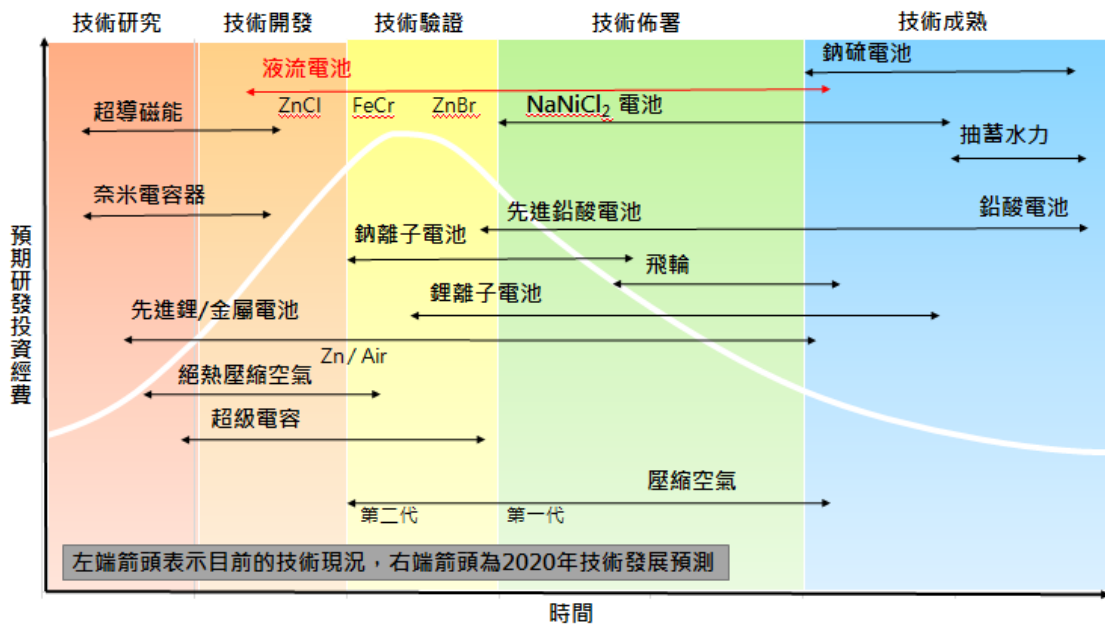 技術研究 技術開發 技術驗證 技術佈署 技術成熟
鈉硫電池
液流電池
超導磁能 ZnCl FeCr ZnBr NaNiCl₂ 電池
抽蓄水力
奈米電容器
先進鉛酸電池 鉛酸電池
鈉離子電池
飛輪
鋰離子電池
先進鋰/金屬電池
Zn / Air
絕熱壓縮空氣
超級電容
壓縮空氣
第二代 第一代
左端箭頭表示目前的技術現況，右端箭頭為2020年技術發展預測
預期研發投資經費
時間